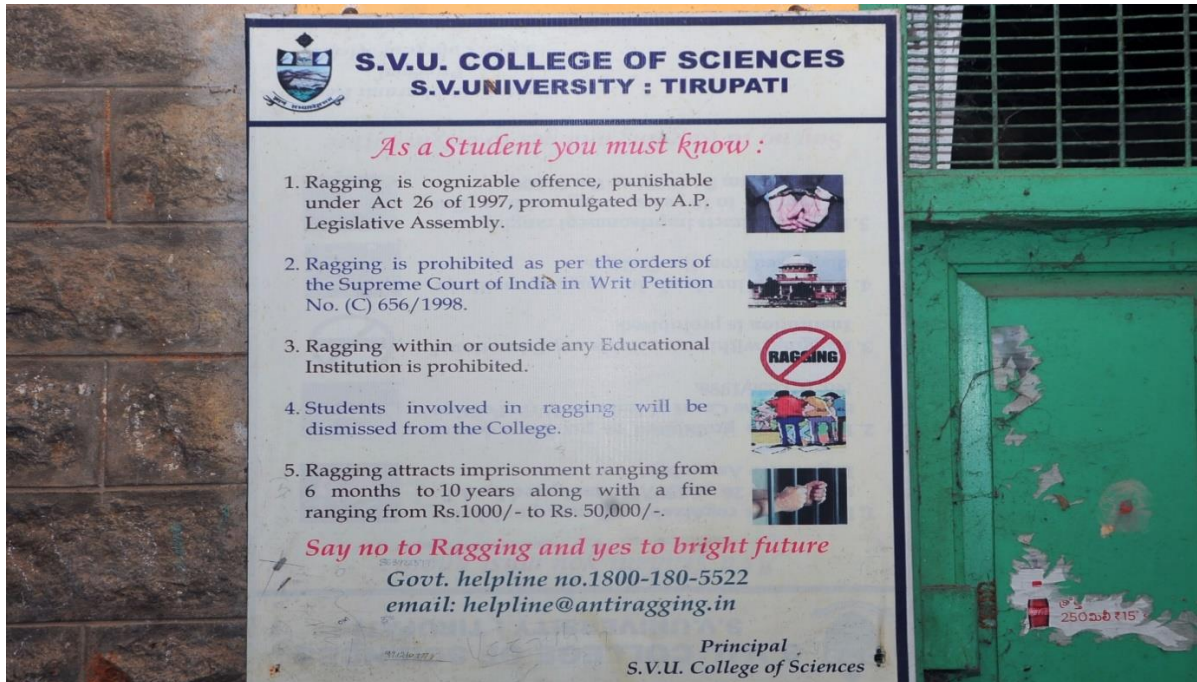 S.V.U. COLLEGE OF SCIENCES
S.V.UNIVERSITY : TIRUPATI
As a Student you must know :
1. Ragging is cognizable offence, punishable
under Act 26 of 1997, promulgated by A.P.
Legislative Assembly.
2. Ragging is prohibited as per the orders of
the Supreme Court of India in Writ Petition
No. (C) 656/1998.
3. Ragging within or outside any Educational
Institution is prohibited.
RAGGING
4. Students involved in ragging will be
dismissed from the College.
5. Ragging attracts imprisonment ranging from
6 months to 10 years along with a fine
ranging from Rs.1000/- to Rs. 50,000/-.
Say no to Ragging and yes to bright future
Govt. helpline no.1800-180-5522
email: helpline@antiragging.in
Principal
S.V.U. College of Sciences
250మిలీ ₹15